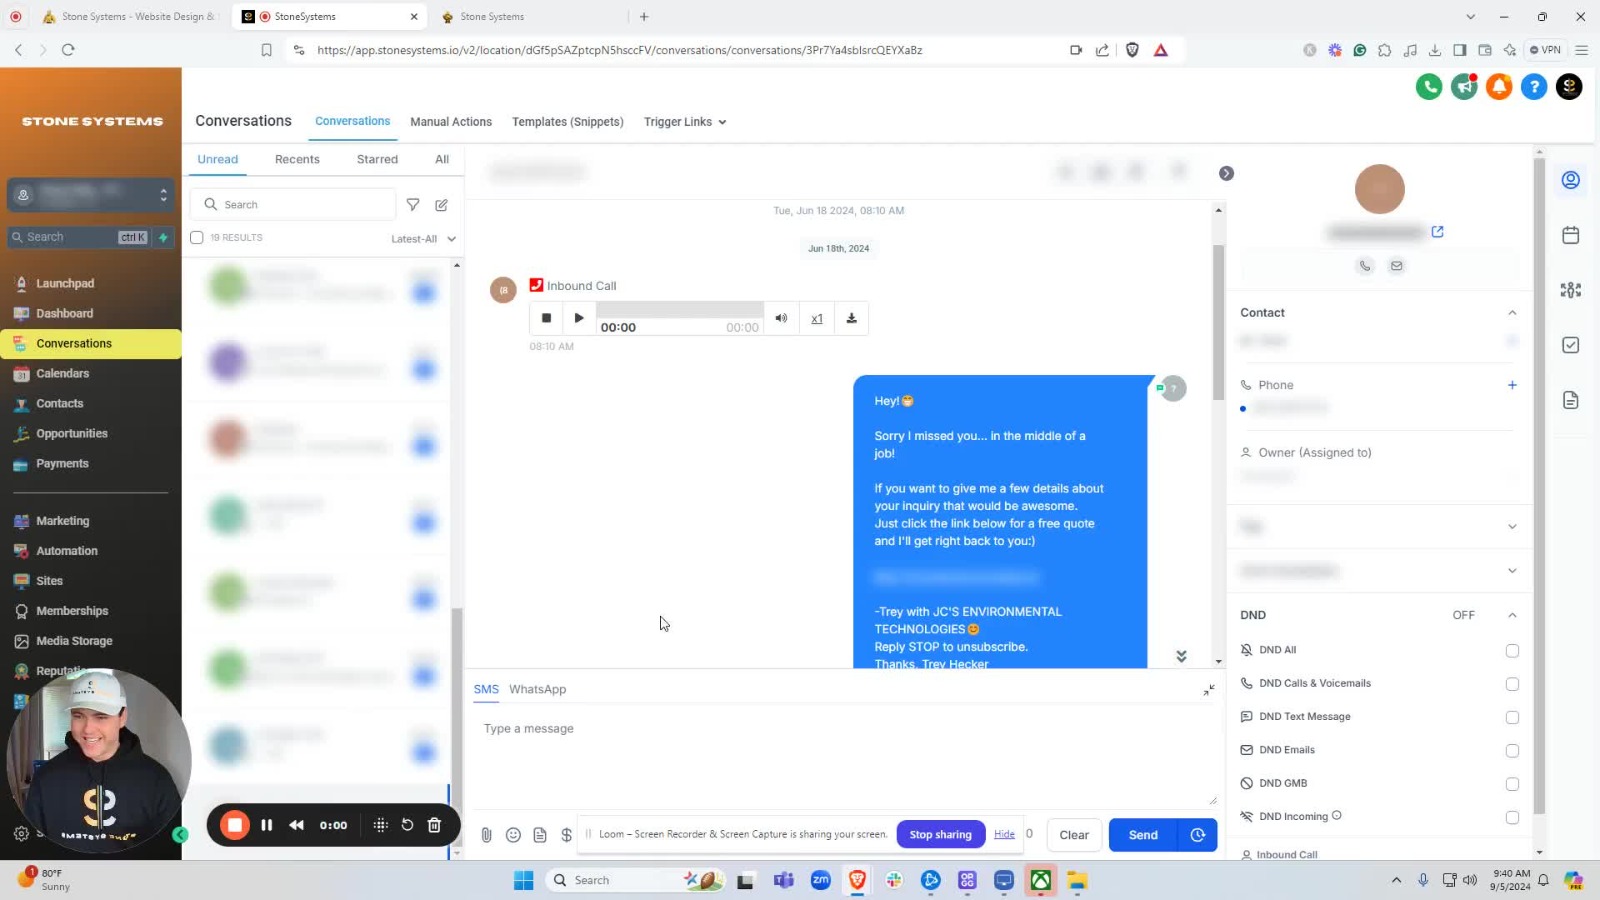 Stone Systems - Website Design &
StoneSystems
Stone Systems
https://app.stonesystems.io/v2/location/dGf5pSAZptcpN5hsccFV/conversations/conversations/3Pr7Ya4sbIsrcQEYXaBz
VPN
STONE SYSTEMS
Search
ctrl K
Launchpad
Dashboard
Conversations
Calendars
Contacts
Opportunities
Payments
Marketing
Automation
Sites
Memberships
Media Storage
Reputati
Conversations
Conversations
Manual Actions
Templates (Snippets)
Trigger Links
Unread
Recents
Starred
All
Search
19 RESULTS
Latest-All
Tue, Jun 18 2024, 08:10 AM
Jun 18th, 2024
(8
Inbound Call
00:00
00:00
x1
08:10 AM
?
Hey!😁
Sorry I missed you... in the middle of a
job!
If you want to give me a few details about
your inquiry that would be awesome.
Just click the link below for a free quote
and I'll get right back to you:)
-Trey with JC'S ENVIRONMENTAL
TECHNOLOGIES😊
Reply STOP to unsubscribe.
Thanks, Trey Hecker
SMS
WhatsApp
Type a message
Loom – Screen Recorder & Screen Capture is sharing your screen.
Stop sharing
Hide
0
Clear
Send
0:00
Contact
Phone
Owner (Assigned to)
DND
OFF
DND All
DND Calls & Voicemails
DND Text Message
DND Emails
DND GMB
DND Incoming
Inbound Call
1
80°F
Sunny
Search
zm
OP
GG
9:40 AM
9/5/2024
PRE